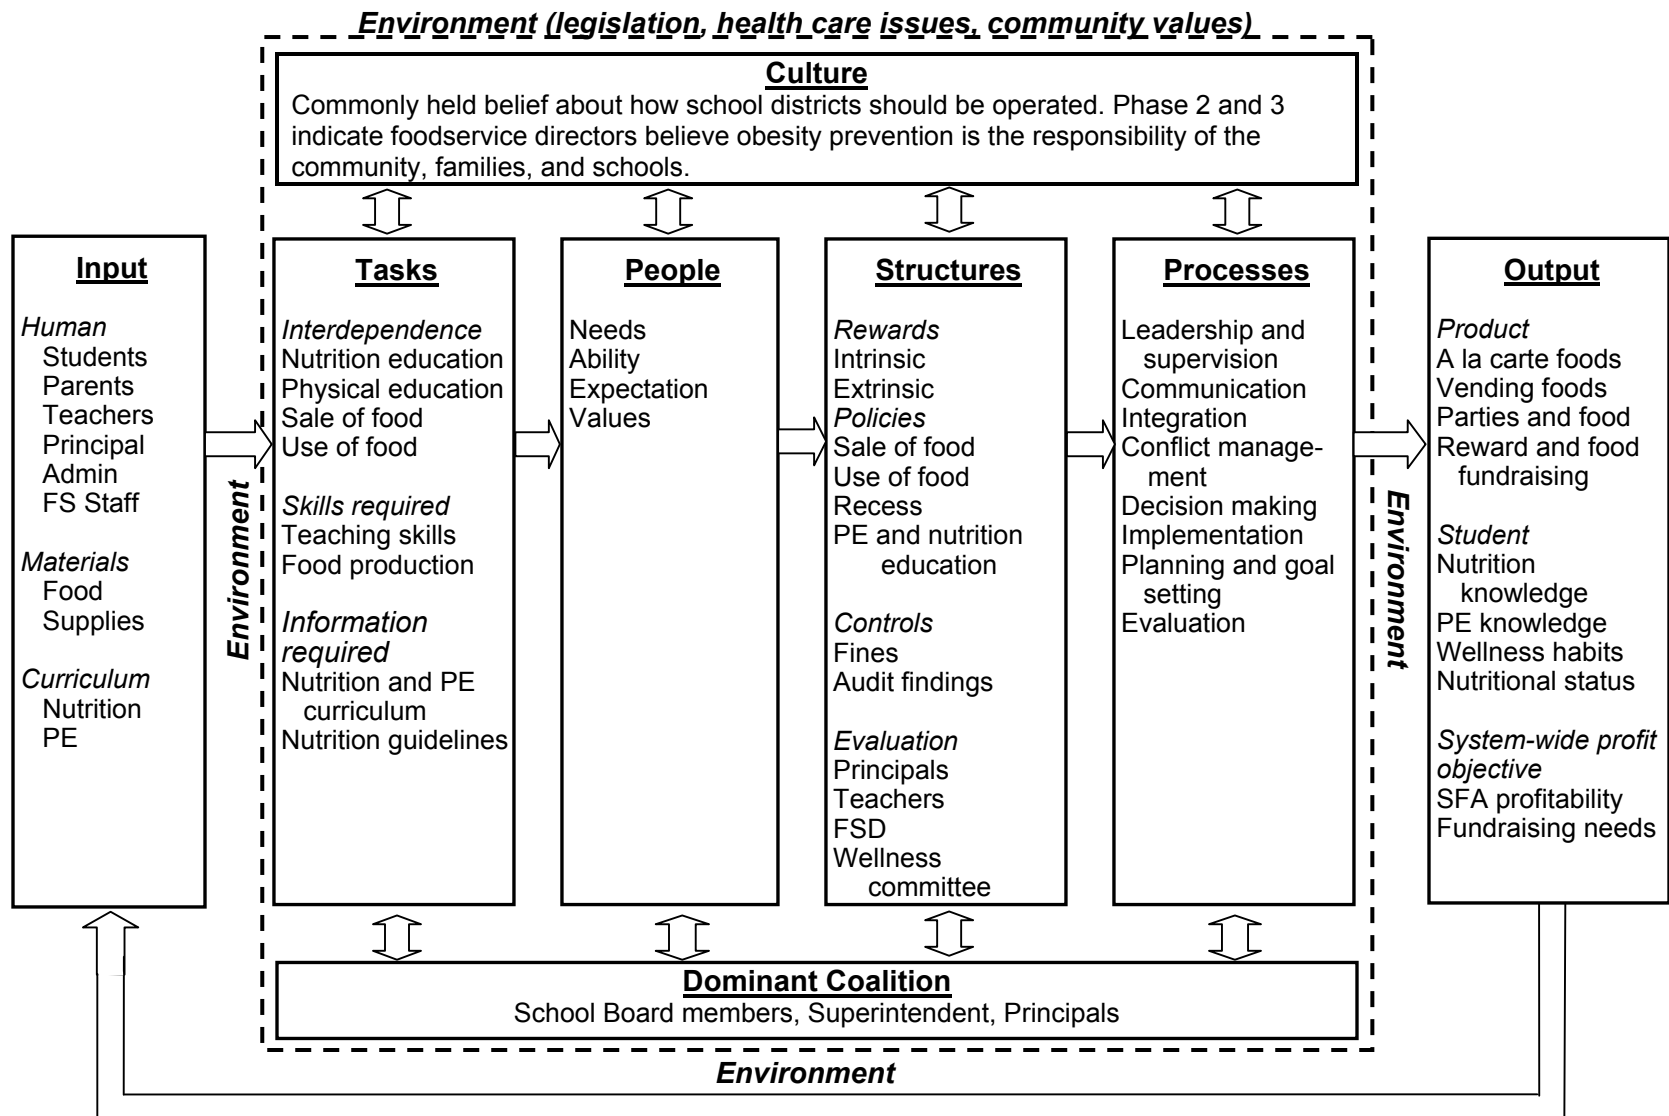 Environment (legislation, health care issues, community values)
Culture
Commonly held belief about how school districts should be operated. Phase 2 and 3
indicate foodservice directors believe obesity prevention is the responsibility of the
community, families, and schools.
Input
Human
Students
Parents
Teachers
Principal
Admin
FS Staff
Materials
Food
Supplies
Curriculum
Nutrition
PE
Environment
Tasks
Interdependence
Nutrition education
Physical education
Sale of food
Use of food
Skills required
Teaching skills
Food production
Information
required
Nutrition and PE
curriculum
Nutrition guidelines
People
Needs
Ability
Expectation
Values
Structures
Rewards
Intrinsic
Extrinsic
Policies
Sale of food
Use of food
Recess
PE and nutrition
education
Controls
Fines
Audit findings
Evaluation
Principals
Teachers
FSD
Wellness
committee
Processes
Leadership and
supervision
Communication
Integration
Conflict manage-
ment
Decision making
Implementation
Planning and goal
setting
Evaluation
Environment
Output
Product
A la carte foods
Vending foods
Parties and food
Reward and food
fundraising
Student
Nutrition
knowledge
PE knowledge
Wellness habits
Nutritional status
System-wide profit
objective
SFA profitability
Fundraising needs
Dominant Coalition
School Board members, Superintendent, Principals
Environment